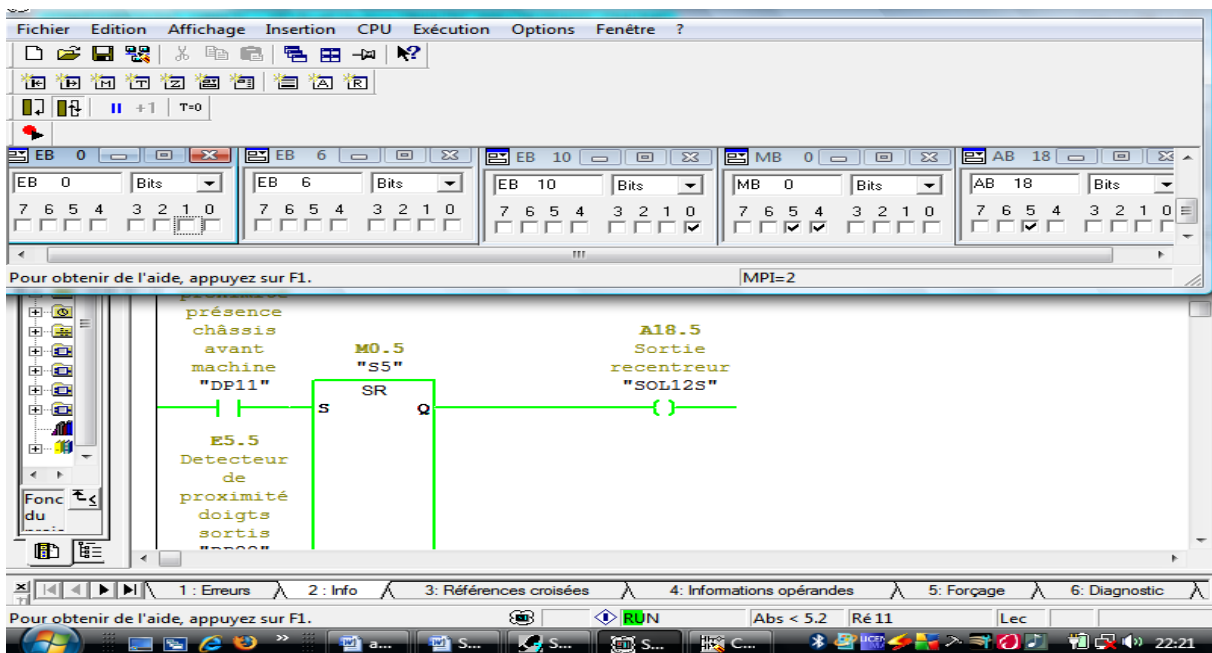 Fichier Edition Affichage Insertion CPU Exécution Options Fenêtre ?
+1 T=0
EB 0 EB 6 EB 10 MB 0 AB 18
EB 0 Bits EB 6 Bits EB 10 Bits MB 0 Bits AB 18 Bits
7 6 5 4 3 2 1 0 7 6 5 4 3 2 1 0 7 6 5 4 3 2 1 0 7 6 5 4 3 2 1 0 7 6 5 4 3 2 1 0
Pour obtenir de l'aide, appuyez sur F1. MPI=2
présence
châssis A18.5
avant M0.5 Sortie
machine "S5" recentreur
"DP11" SR "SOL12S"
S Q
E5.5
Detecteur
de
Fonc proximité
du doigts
sortis
1 : Erreurs 2 : Info 3: Références croisées 4: Informations opérandes 5: Forçage 6: Diagnostic
Pour obtenir de l'aide, appuyez sur F1. RUN Abs < 5.2 Ré 11 Lec
a... S... S... S... C... 22:21